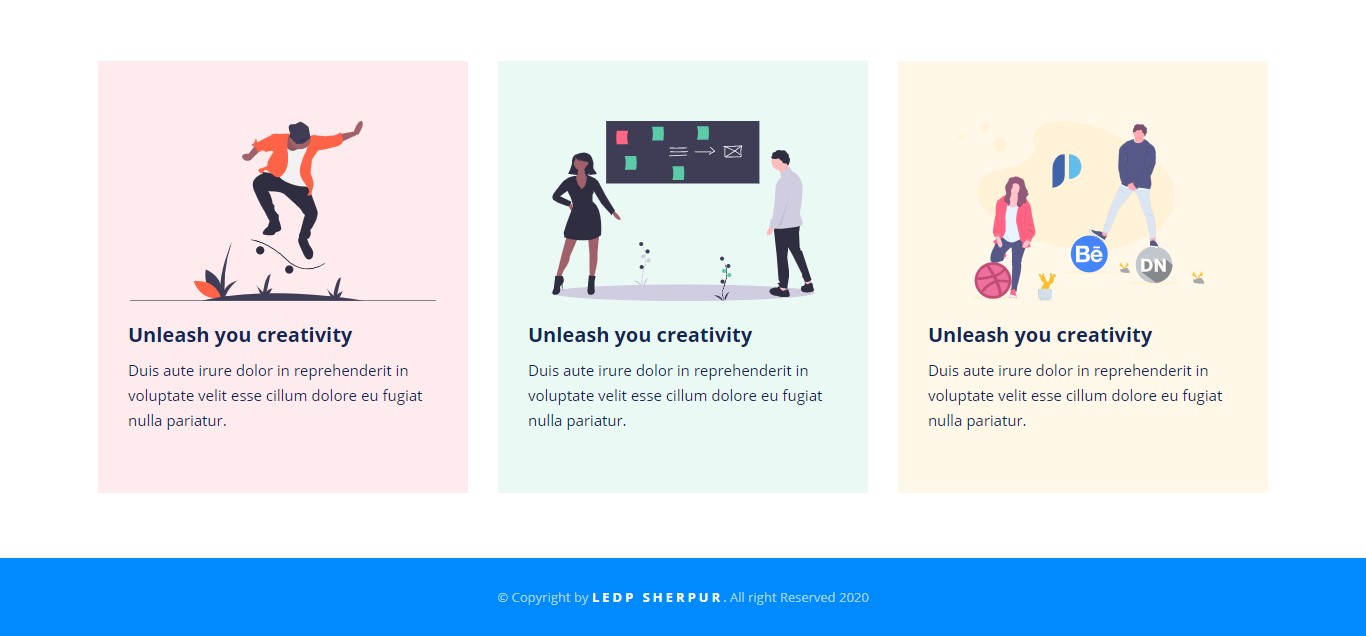 Unleash you creativity
Duis aute irure dolor in reprehenderit in
voluptate velit esse cillum dolore eu fugiat
nulla pariatur.
Bē
DN
Unleash you creativity
Duis aute irure dolor in reprehenderit in
voluptate velit esse cillum dolore eu fugiat
nulla pariatur.
Unleash you creativity
Duis aute irure dolor in reprehenderit in
voluptate velit esse cillum dolore eu fugiat
nulla pariatur.
© Copyright by LEDP SHERPUR. All right Reserved 2020